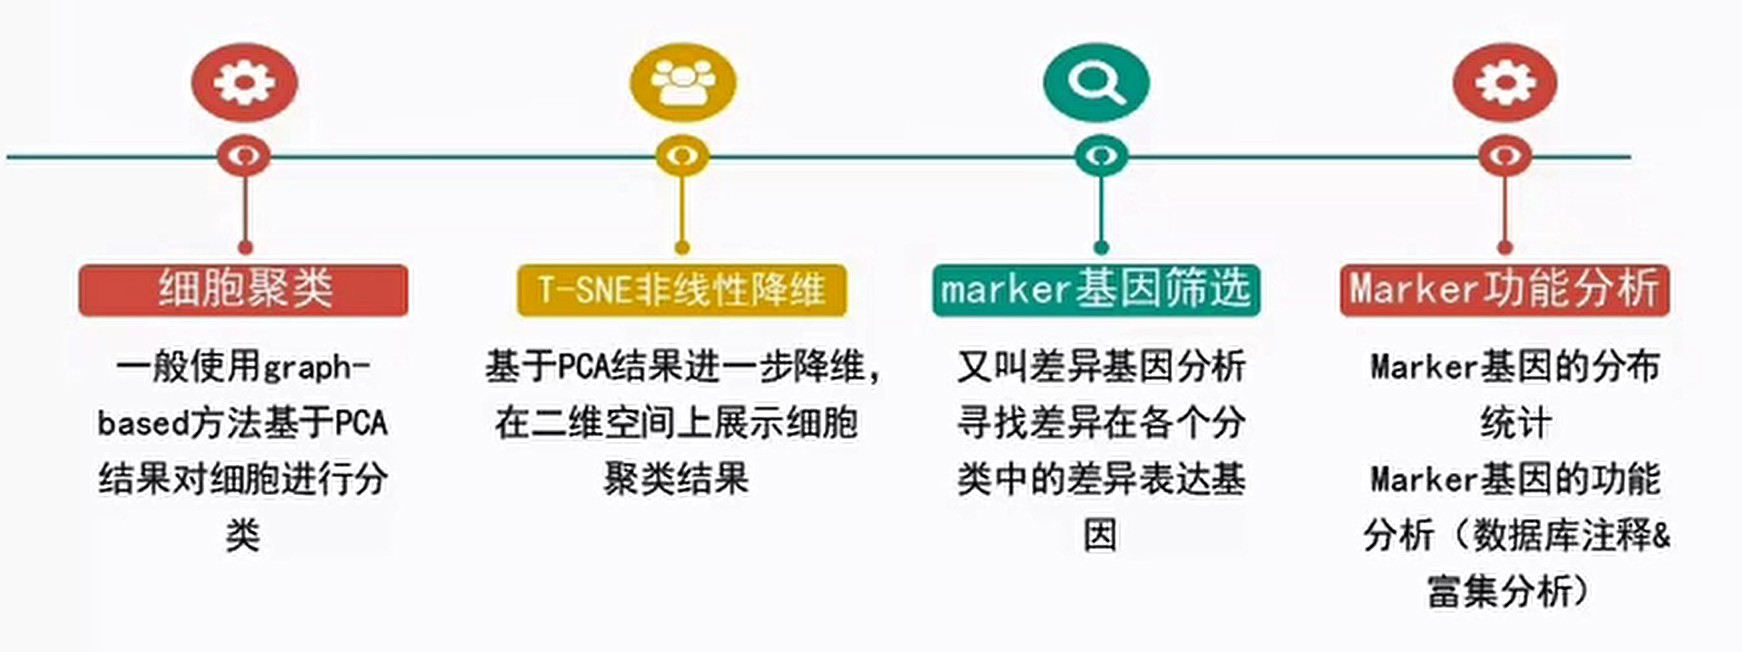 细胞聚类
一般使用graph-
based方法基于PCA
结果对细胞进行分
类
T-SNE非线性降维
基于PCA结果进一步降维，
在二维空间上展示细胞
聚类结果
marker基因筛选
又叫差异基因分析
寻找差异在各个分
类中的差异表达基
因
Marker功能分析
Marker基因的分布
统计
Marker基因的功能
分析（数据库注释&
富集分析）